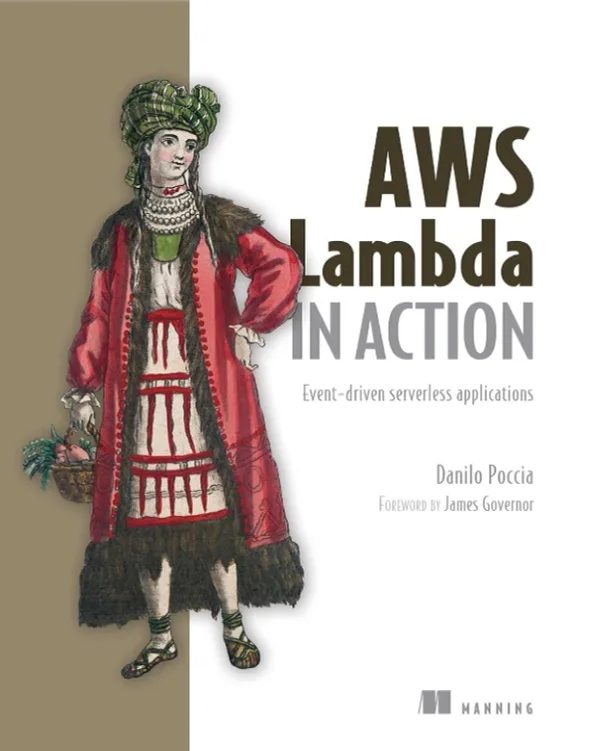 AWS
Lambda
IN ACTION
Event-driven serverless applications
Danilo Poccia
FOREWORD BY James Governor
MANNING